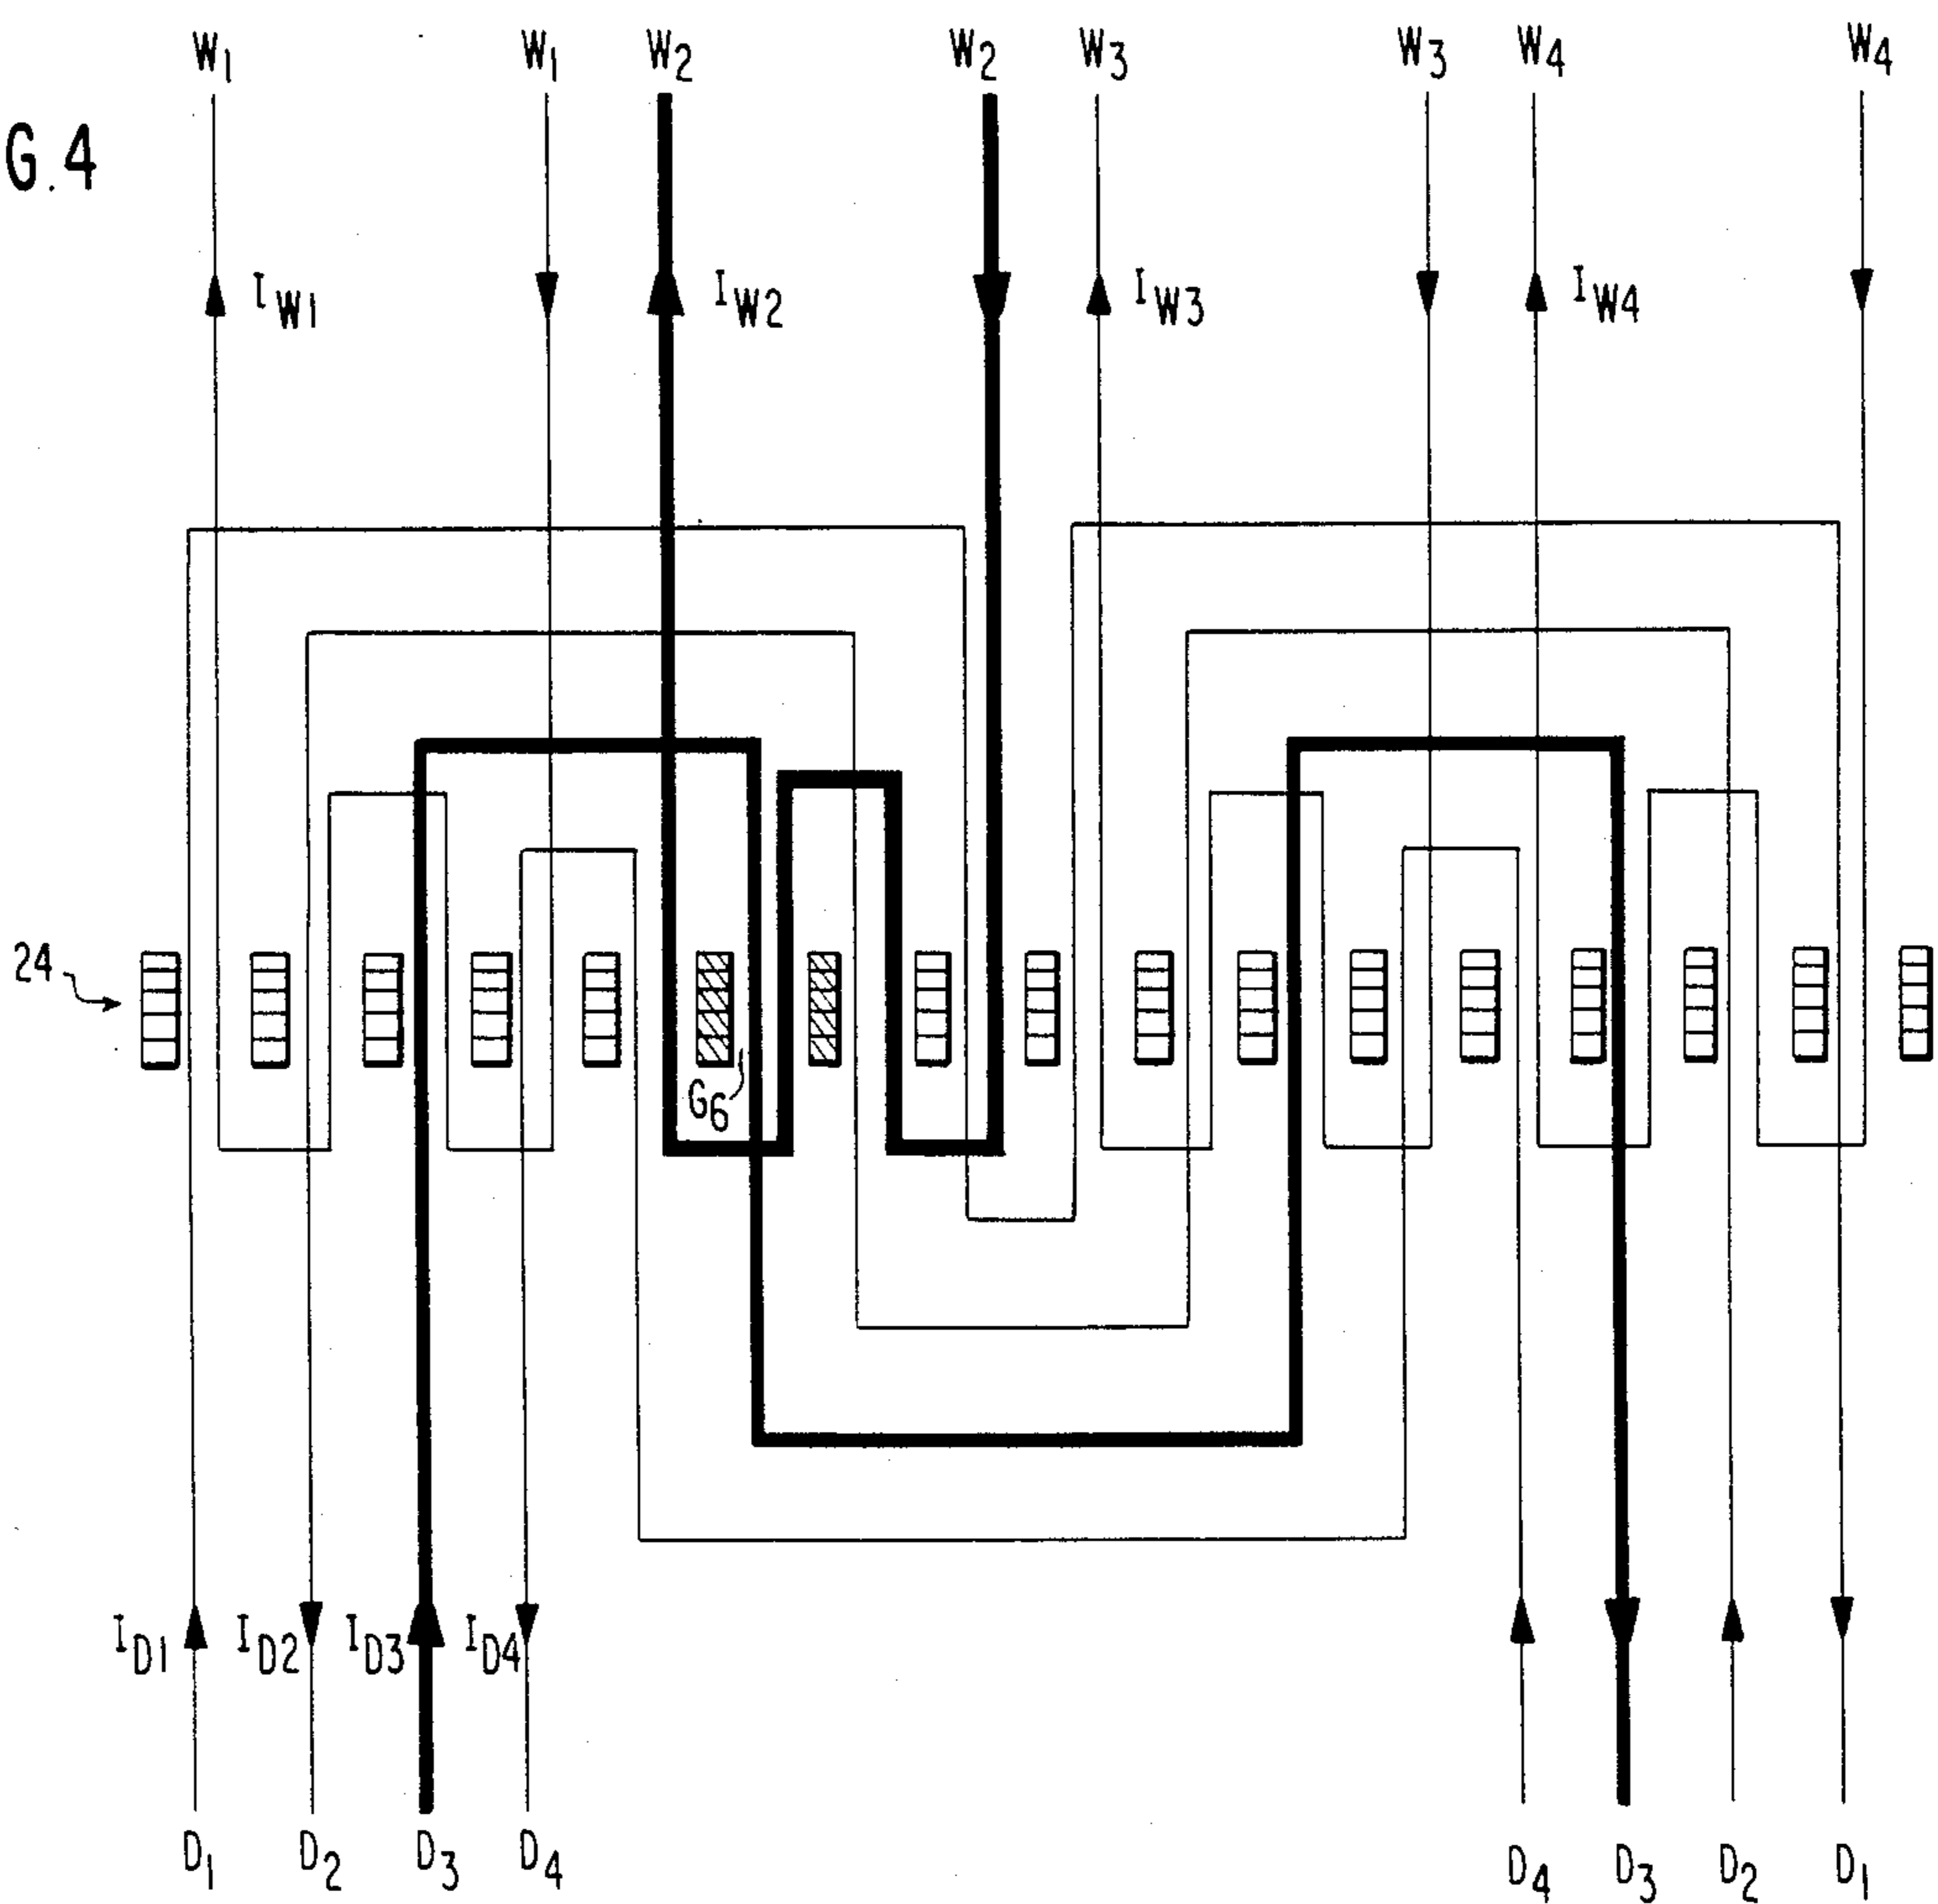 W1 W1 W2 W2 W3 W3 W4 W4
G.4
IW1 IW2 IW3 IW4
24
G6
ID1 ID2 ID3 ID4
D1 D2 D3 D4 D4 D3 D2 D1